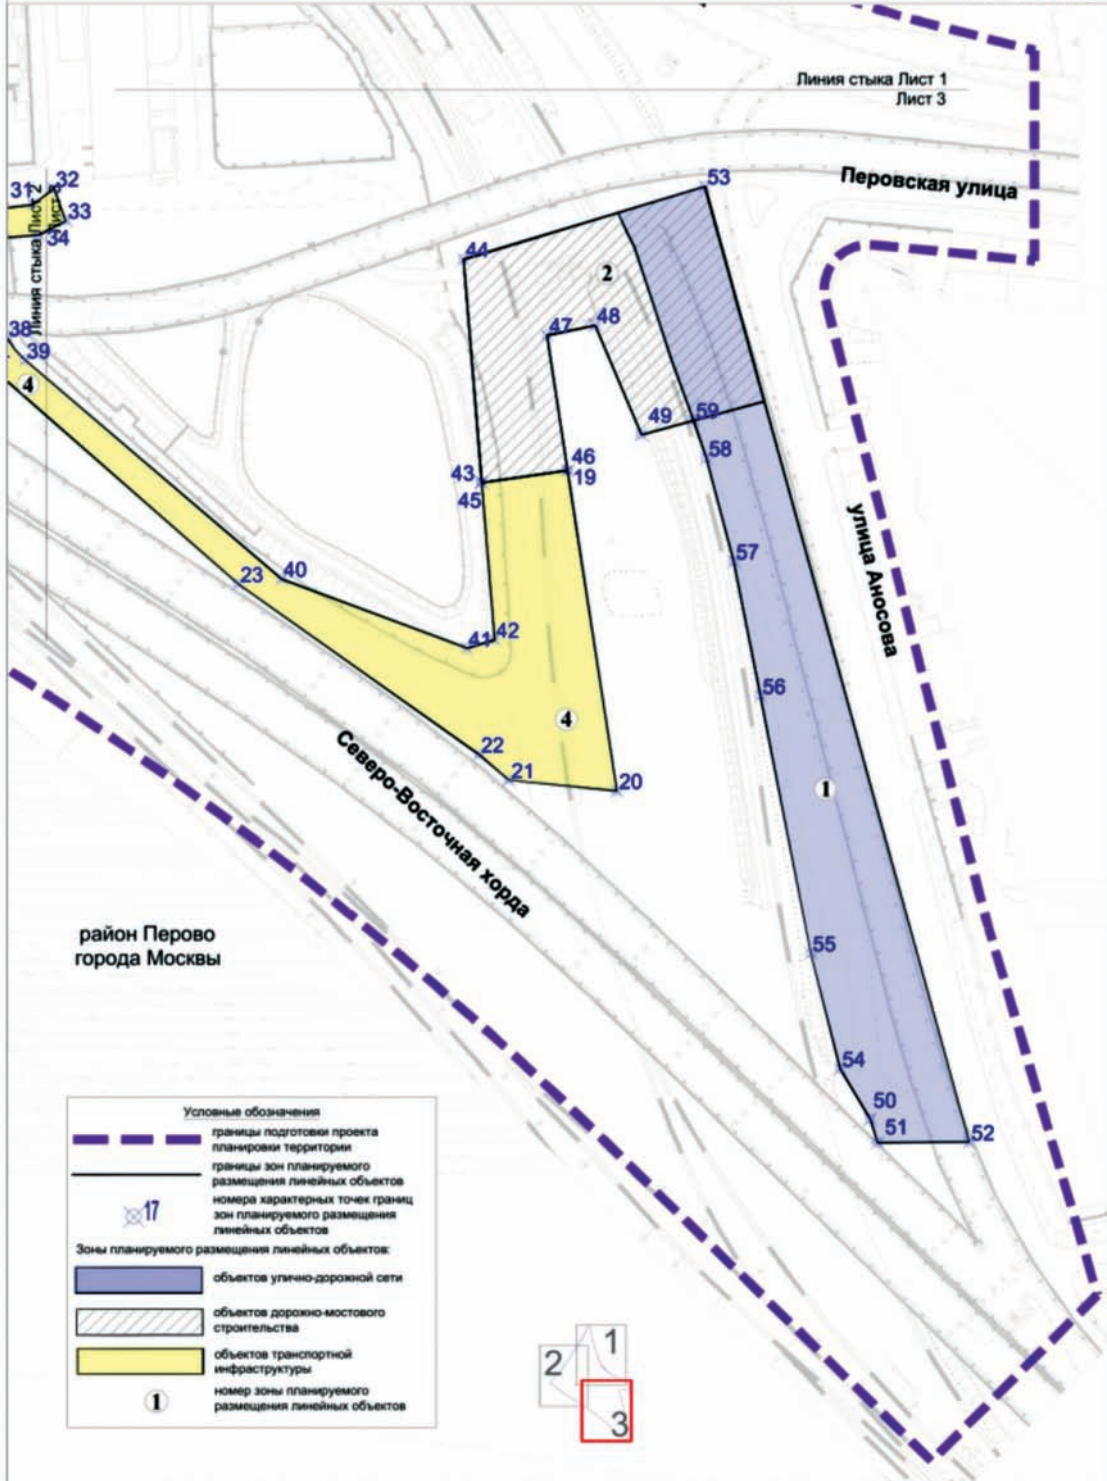 Линия стыка Лист 1
Лист 3
Перовская улица
53
31
32
33
34
Линия стыка Лист 2
Лист 3
44
2
47
48
38
39
4
49
59
58
46
19
43
45
57
улица Аносова
23
40
41
42
56
4
22
21
20
1
Северо-Восточная хорда
район Перово
города Москвы
55
54
50
51
52
Условные обозначения
границы подготовки проекта
планировки территории
границы зон планируемого
размещения линейных объектов
17
номера характерных точек границ
зон планируемого размещения
линейных объектов
Зоны планируемого размещения линейных объектов:
объектов улично-дорожной сети
объектов дорожно-мостового
строительства
объектов транспортной
инфраструктуры
1
номер зоны планируемого
размещения линейных объектов
1
2
3